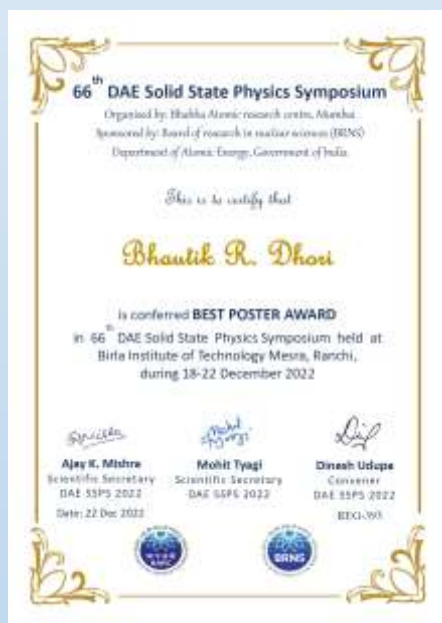 66th DAE Solid State Physics Symposium
Organized by: Bhabha Atomic research centre, Mumbai
Sponsored by: Board of research in nuclear sciences (BRNS)
Department of Atomic Energy, Government of India
This is to certify that
Bhautik R. Dhori
is conferred BEST POSTER AWARD
in 66th DAE Solid State Physics Symposium held at
Birla Institute of Technology Mesra, Ranchi,
during 18-22 December 2022
Ajay K. Mishra
Scientific Secretary
DAE SSPS 2022
Date: 22 Dec 2022
Mohit Tyagi
Scientific Secretary
DAE SSPS 2022
Dinesh Udupa
Convener
DAE SSPS 2022
REG-393
BRNS